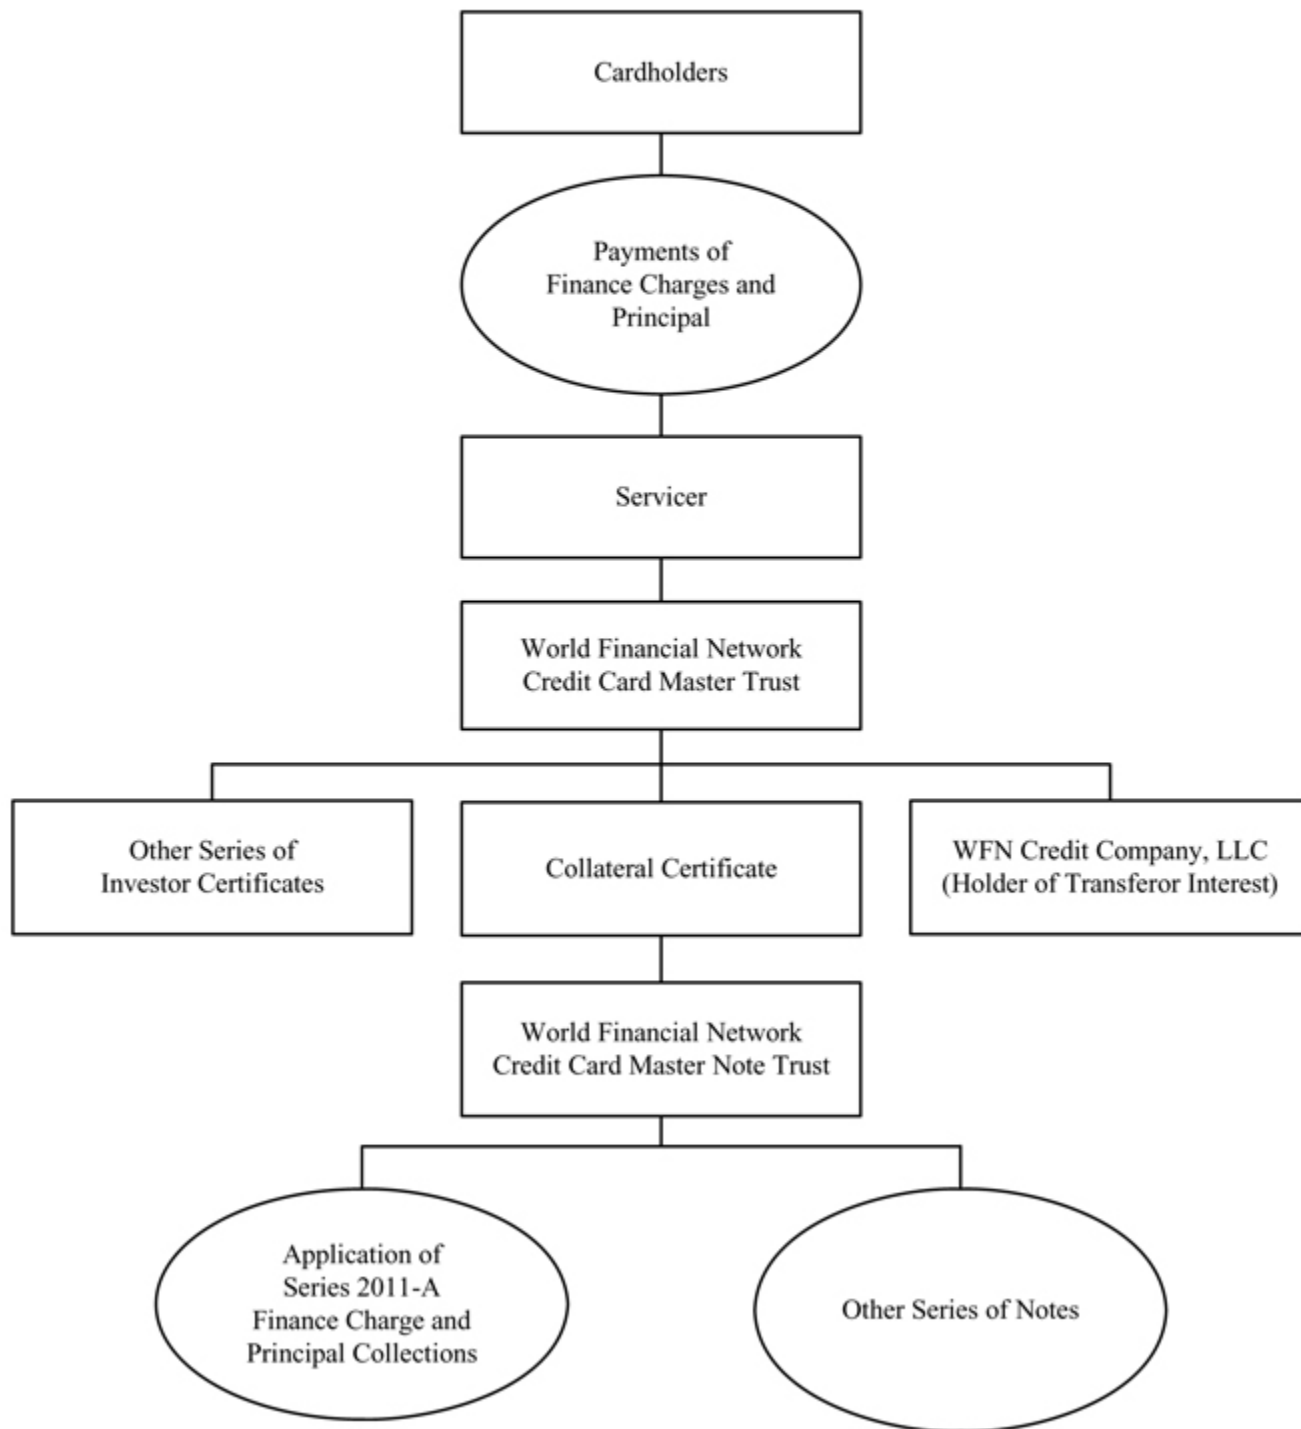 Cardholders
Payments of
Finance Charges and
Principal
Servicer
World Financial Network
Credit Card Master Trust
Other Series of
Investor Certificates
Collateral Certificate
WFN Credit Company, LLC
(Holder of Transferor Interest)
World Financial Network
Credit Card Master Note Trust
Application of
Series 2011-A
Finance Charge and
Principal Collections
Other Series of Notes